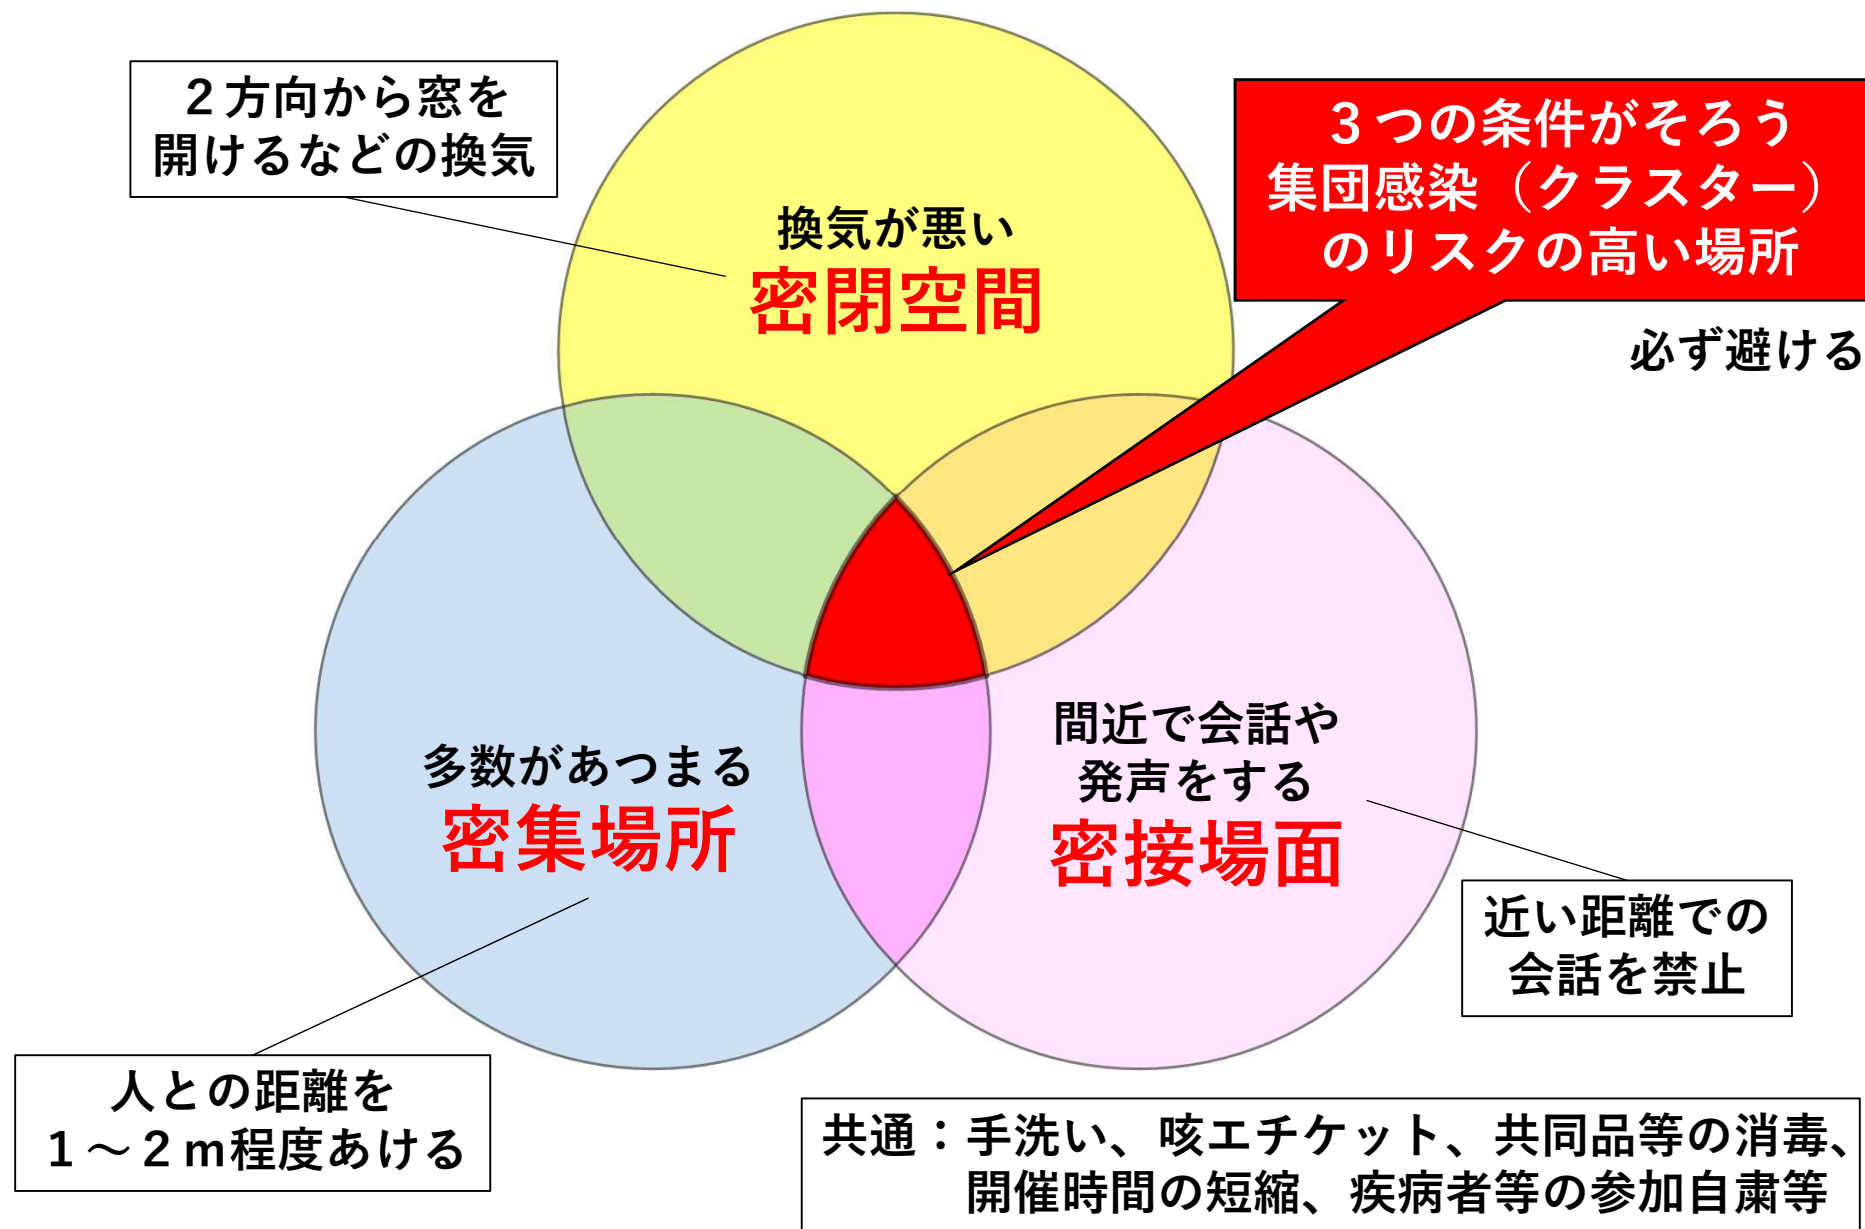 ２方向から窓を
開けるなどの換気
３つの条件がそろう
集団感染（クラスター）
のリスクの高い場所
必ず避ける
換気が悪い
密閉空間
多数があつまる
密集場所
間近で会話や
発声をする
密接場面
近い距離での
会話を禁止
人との距離を
１～２ｍ程度あける
共通：手洗い、咳エチケット、共同品等の消毒、
開催時間の短縮、疾病者等の参加自粛等